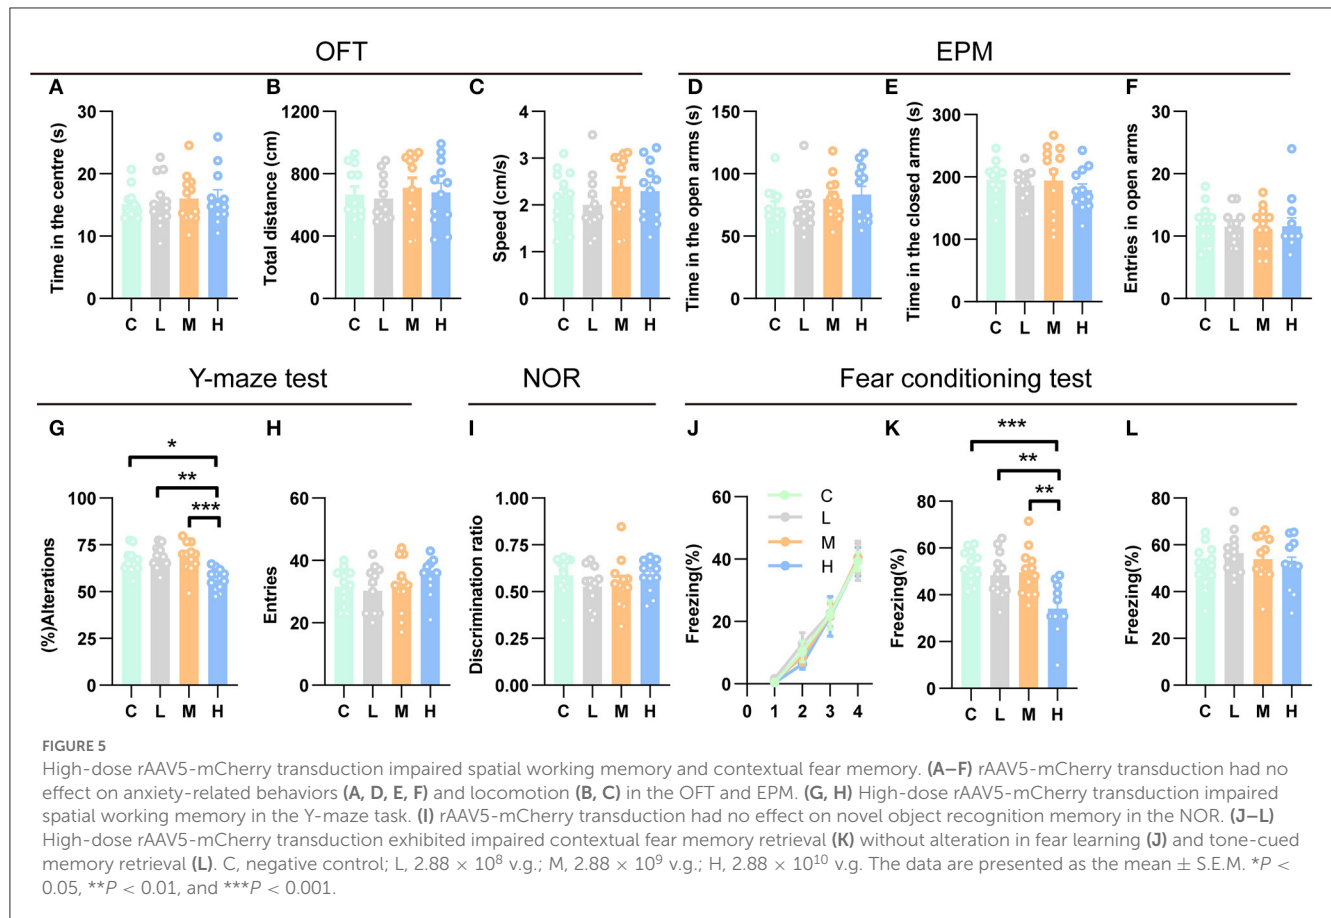 OFT
EPM
A
B
C
D
E
F
Time in the centre (s)
30
20
10
0
C L M H
Total distance (cm)
1200
800
400
0
C L M H
Speed (cm/s)
4
3
2
1
0
C L M H
Time in the open arms (s)
150
100
50
0
C L M H
Time in the closed arms (s)
300
200
100
0
C L M H
Entries in open arms (s)
30
20
10
0
C L M H
Y-maze test
NOR
Fear conditioning test
G
H
I
J
K
L
*
**
***
(%)Alterations
100
75
50
25
0
C L M H
Entries
60
40
20
0
C L M H
Discrimination ratio
1.00
0.75
0.50
0.25
0.00
C L M H
Freezing(%)
60
40
20
0
0 1 2 3 4
C
L
M
H
***
**
**
Freezing(%)
80
60
40
20
0
C L M H
Freezing(%)
80
60
40
20
0
C L M H
FIGURE 5
High-dose rAAV5-mCherry transduction impaired spatial working memory and contextual fear memory. (A–F) rAAV5-mCherry transduction had no
effect on anxiety-related behaviors (A, D, E, F) and locomotion (B, C) in the OFT and EPM. (G, H) High-dose rAAV5-mCherry transduction impaired
spatial working memory in the Y-maze task. (I) rAAV5-mCherry transduction had no effect on novel object recognition memory in the NOR. (J–L)
High-dose rAAV5-mCherry transduction exhibited impaired contextual fear memory retrieval (K) without alteration in fear learning (J) and tone-cued
memory retrieval (L). C, negative control; L, 2.88 × 10⁸ v.g.; M, 2.88 × 10⁹ v.g.; H, 2.88 × 10¹⁰ v.g. The data are presented as the mean ± S.E.M. *P <
0.05, **P < 0.01, and ***P < 0.001.